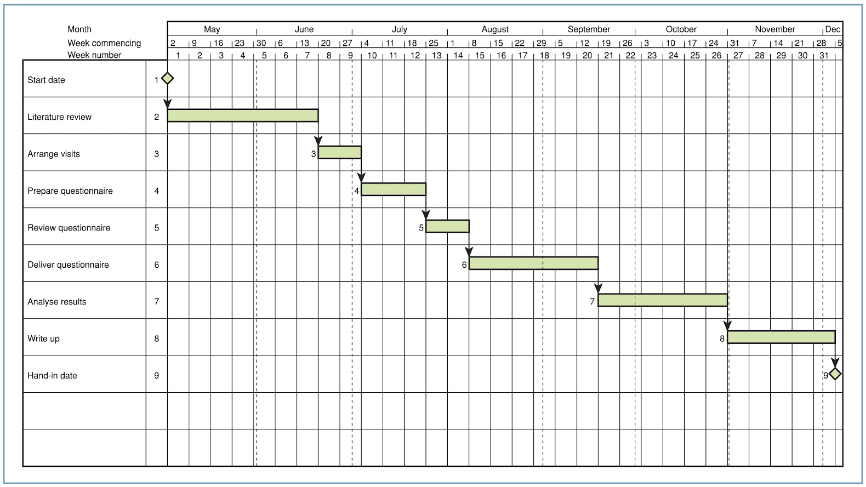 Month May June July August September October November Dec
Week commencing 2 9 16 23 30 6 13 20 27 4 11 18 25 1 8 15 22 29 5 12 19 26 3 10 17 24 31 7 14 21 28 5
Week number 1 2 3 4 5 6 7 8 9 10 11 12 13 14 15 16 17 18 19 20 21 22 23 24 25 26 27 28 29 30 31
Start date 1
Literature review 2
Arrange visits 3 3
Prepare questionnaire 4 4
Review questionnaire 5 5
Deliver questionnaire 6 6
Analyse results 7 7
Write up 8 8
Hand-in date 9 9